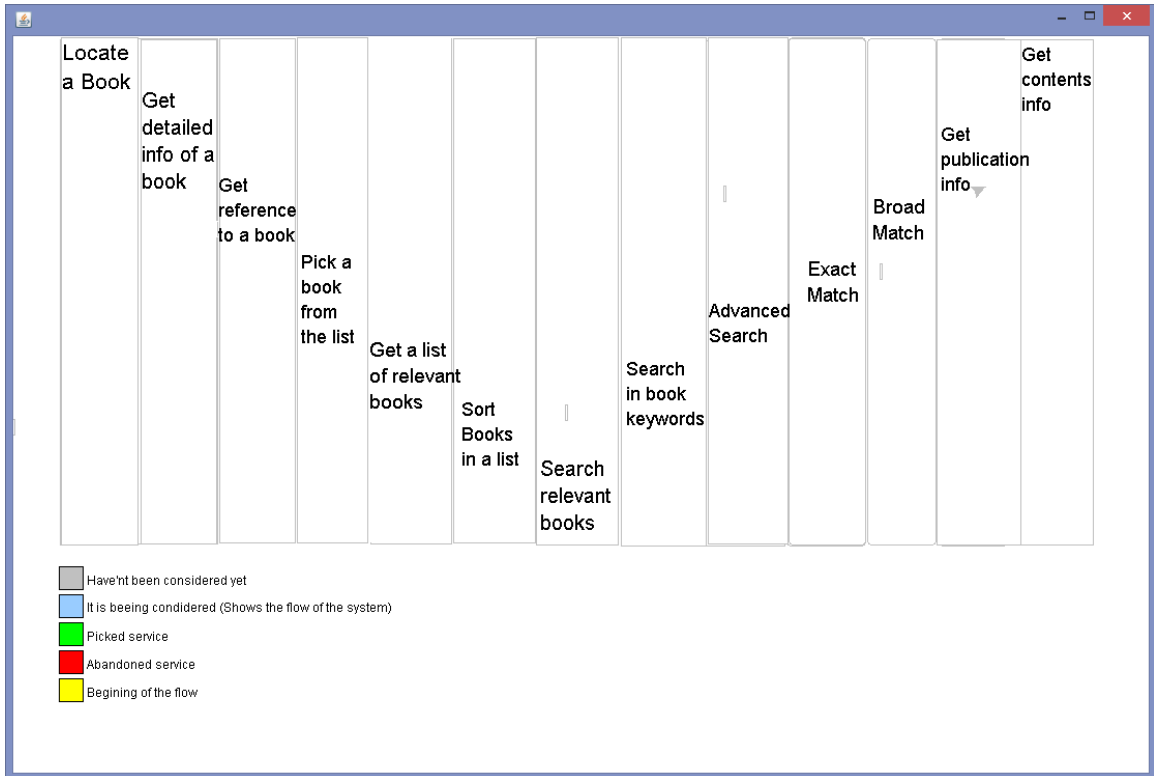 Locate
a Book
Get
detailed
info of a
book
Get
reference
to a book
Pick a
book
from
the list
Get a list
of relevant
books
Sort
Books
in a list
Search
relevant
books
Search
in book
keywords
Advanced
Search
Exact
Match
Broad
Match
Get
publication
info
Get
contents
info
Have'nt been considered yet
It is beeing condidered (Shows the flow of the system)
Picked service
Abandoned service
Begining of the flow